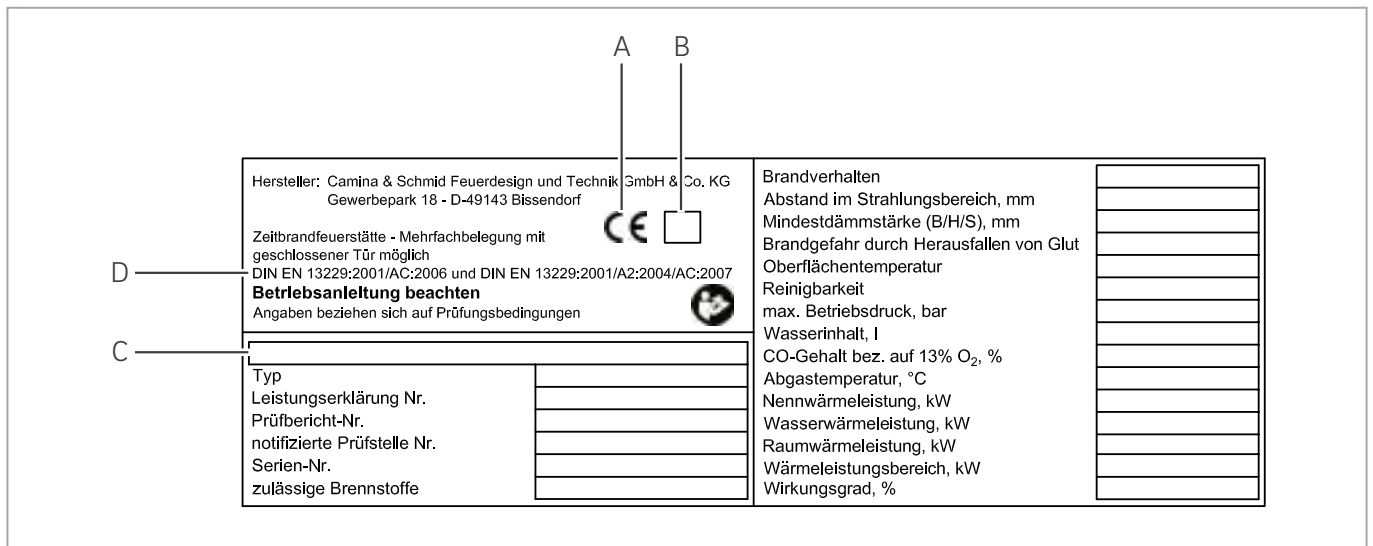 A B
Hersteller: Camina & Schmid Feuerdesign und Technik GmbH & Co. KG
Gewerbepark 18 - D-49143 Bissendorf
CE
Zeitbrandfeuerstätte - Mehrfachbelegung mit
geschlossener Tür möglich
D
DIN EN 13229:2001/AC:2006 und DIN EN 13229:2001/A2:2004/AC:2007
Betriebsanleitung beachten
Angaben beziehen sich auf Prüfungsbedingungen
C
Typ
Leistungserklärung Nr.
Prüfbericht-Nr.
notifizierte Prüfstelle Nr.
Serien-Nr.
zulässige Brennstoffe
Brandverhalten
Abstand im Strahlungsbereich, mm
Mindestdämmstärke (B/H/S), mm
Brandgefahr durch Herausfallen von Glut
Oberflächentemperatur
Reinigbarkeit
max. Betriebsdruck, bar
Wasserinhalt, l
CO-Gehalt bez. auf 13% O₂, %
Abgastemperatur, °C
Nennwärmeleistung, kW
Wasserwärmeleistung, kW
Raumwärmeleistung, kW
Wärmeleistungsbereich, kW
Wirkungsgrad, %